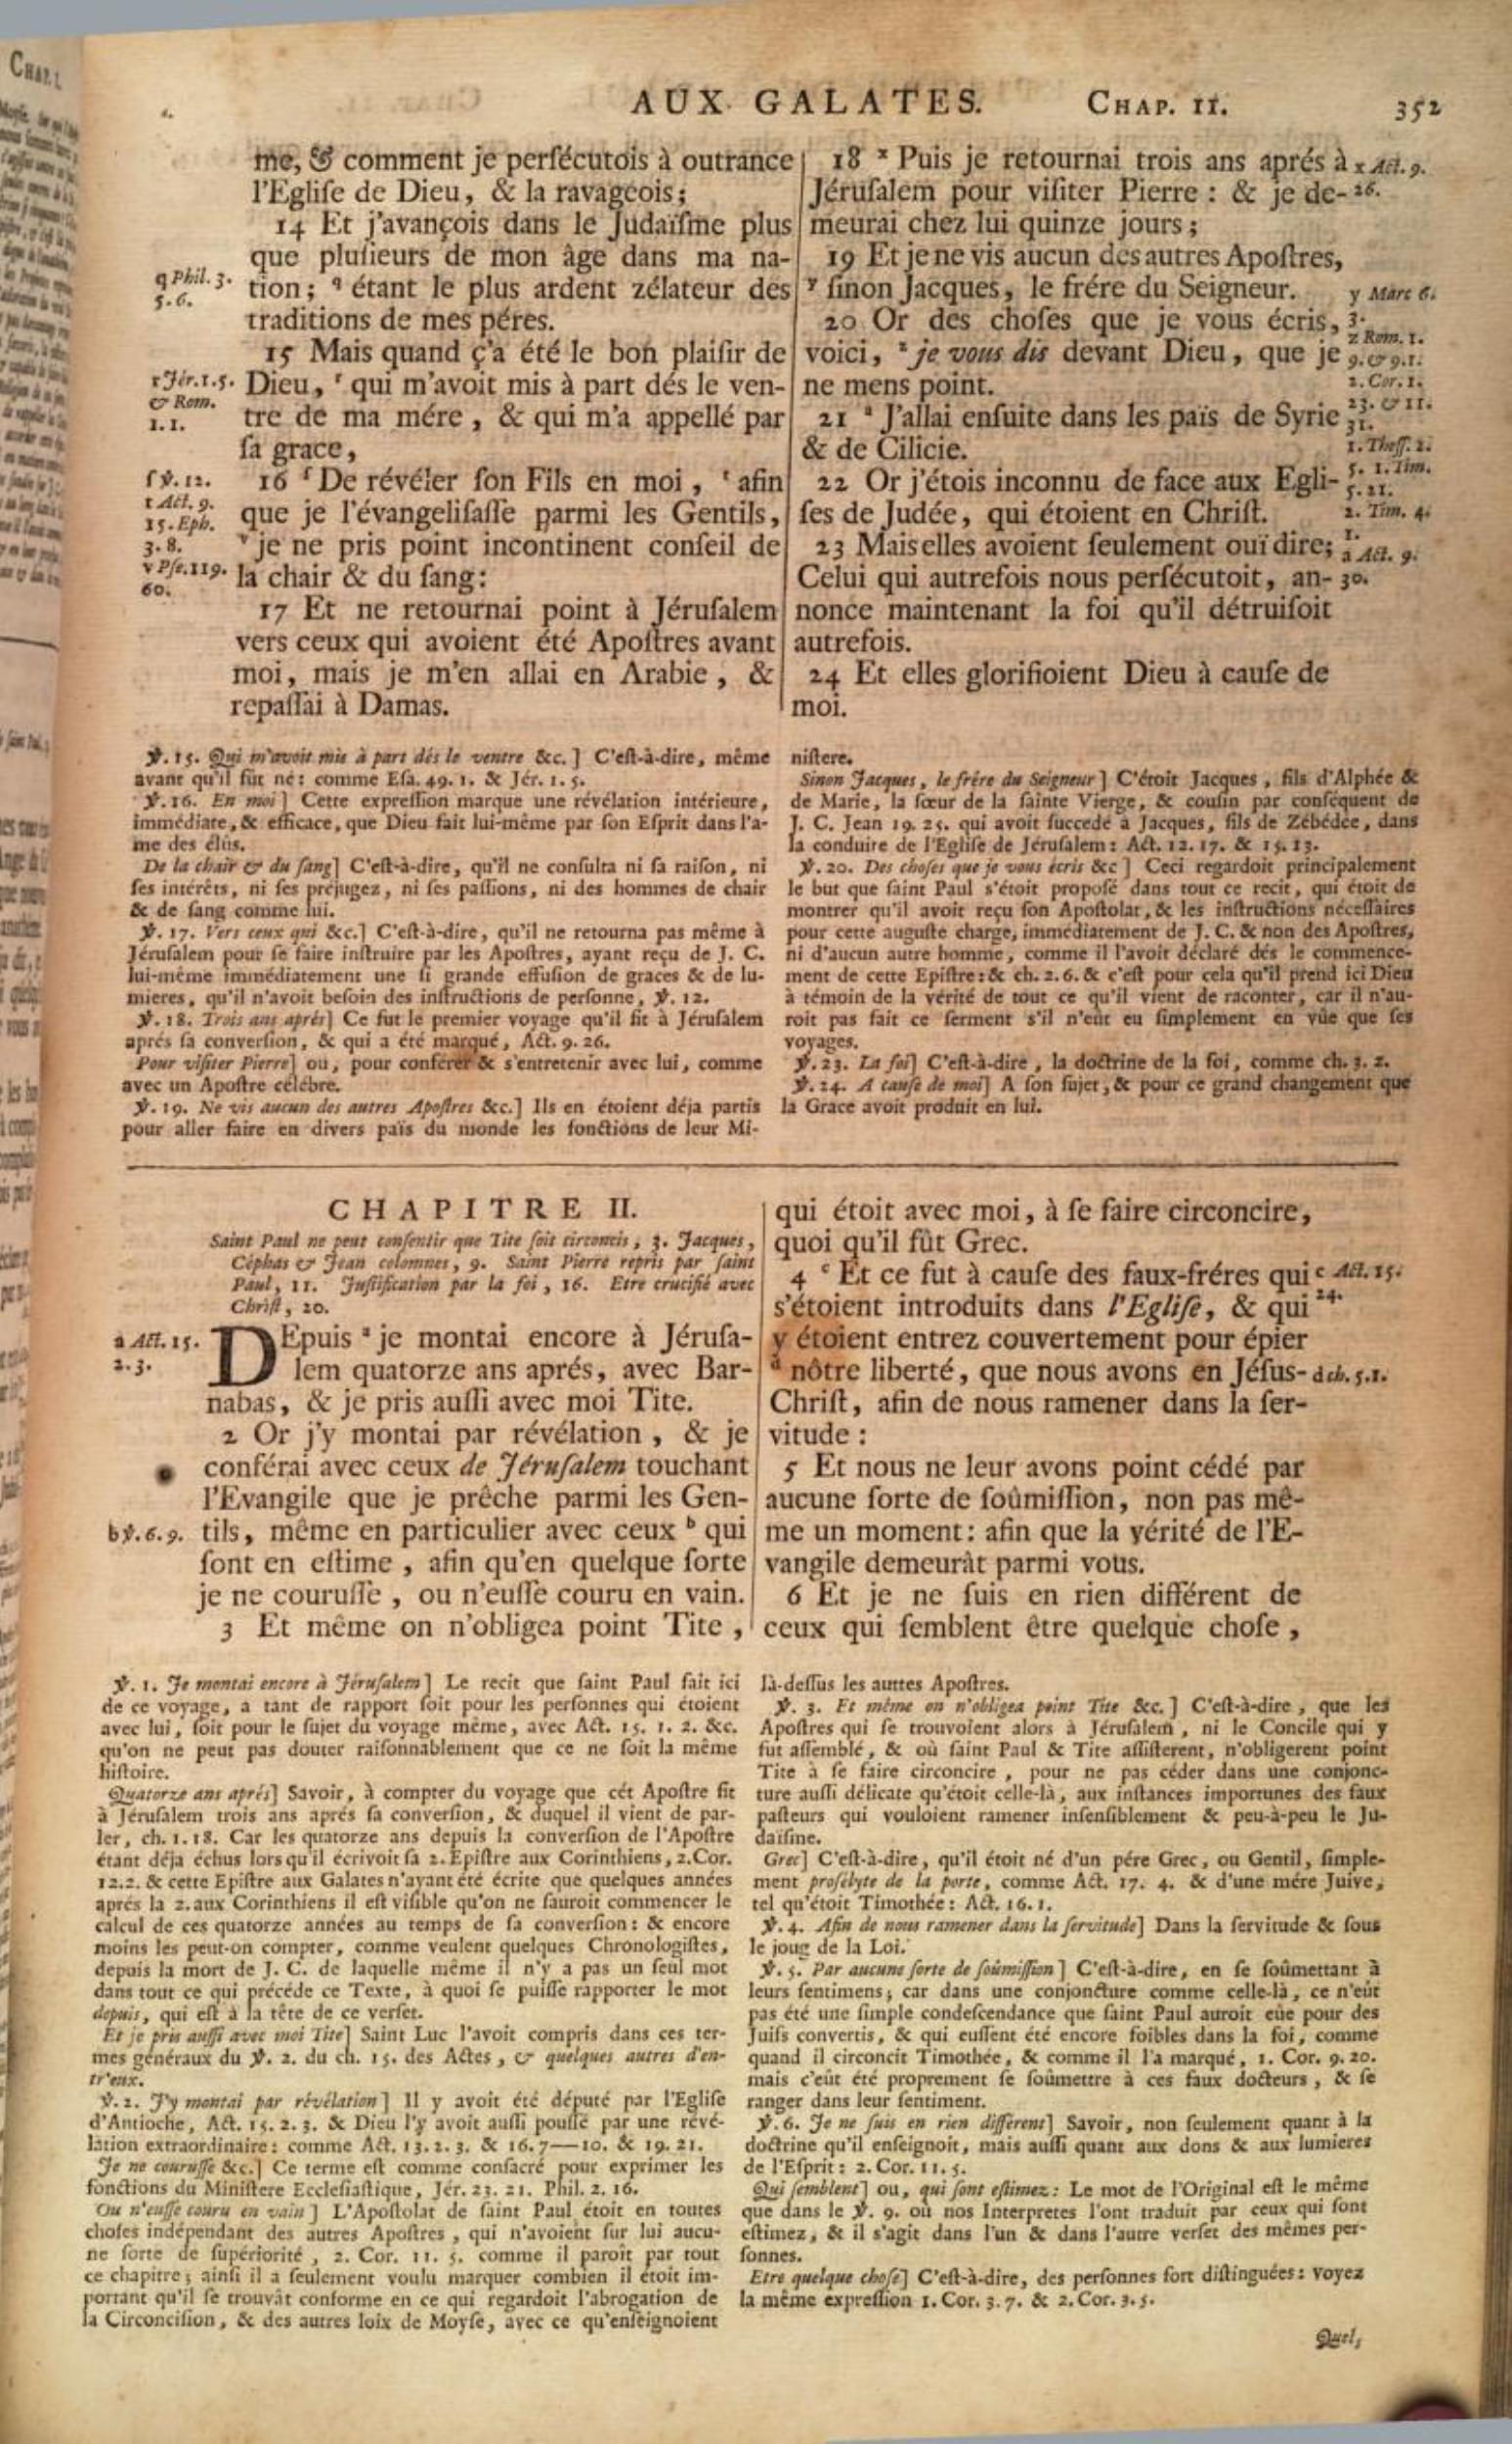 AUX GALATES. CHAP. II. 352
me, & comment je perſécutois à outrance
l'Egliſe de Dieu, & la ravageois;
14 Et j'avançois dans le Judaïſme plus
que pluſieurs de mon âge dans ma na-
tion; q étant le plus ardent zélateur des
traditions de mes péres.
15 Mais quand ç'a été le bon plaiſir de
Dieu, r qui m'avoit mis à part dés le ven-
tre de ma mére, & qui m'a appellé par
ſa grace,
16 ſ De révéler ſon Fils en moi, t afin
que je l'évangeliſaſſe parmi les Gentils,
v je ne pris point incontinent conſeil de
la chair & du ſang:
17 Et ne retournai point à Jéruſalem
vers ceux qui avoient été Apoſtres avant
moi, mais je m'en allai en Arabie, &
repaſſai à Damas.
q Phil. 3.
5. 6.
r Jér. 1. 5.
& Rom.
1. 1.
ſ ℣. 12.
t Act. 9.
15. Eph.
3. 8.
v Pſe. 119.
60.
18 x Puis je retournai trois ans aprés à
Jéruſalem pour viſiter Pierre: & je de-
meurai chez lui quinze jours;
19 Et je ne vis aucun des autres Apoſtres,
y ſinon Jacques, le frére du Seigneur.
20 Or des choſes que je vous écris,
voici, z je vous dis devant Dieu, que je
ne mens point.
21 a J'allai enſuite dans les païs de Syrie
& de Cilicie.
22 Or j'étois inconnu de face aux Egli-
ſes de Judée, qui étoient en Chriſt.
23 Mais elles avoient ſeulement ouï dire;
Celui qui autrefois nous perſécutoit, an-
nonce maintenant la foi qu'il détruiſoit
autrefois.
24 Et elles glorifioient Dieu à cauſe de
moi.
x Act. 9.
26.
y Marc 6.
3.
z Rom. 1.
9. & 9. 1.
2. Cor. 1.
23. & 11.
31.
1. Theſſ. 2.
5. 1. Tim.
5. 21.
2. Tim. 4.
1.
a Act. 9.
30.
℣. 15. Qui m'avoit mis à part dés le ventre &c.] C'eſt-à-dire, même
avant qu'il fût né: comme Eſa. 49. 1. & Jér. 1. 5.
℣. 16. En moi] Cette expreſſion marque une révélation intérieure,
immédiate, & efficace, que Dieu fait lui-même par ſon Eſprit dans l'a-
me des élûs.
De la chair & du ſang] C'eſt-à-dire, qu'il ne conſulta ni ſa raiſon, ni
ſes intérêts, ni ſes préjugez, ni ſes paſſions, ni des hommes de chair
& de ſang comme lui.
℣. 17. Vers ceux qui &c.] C'eſt-à-dire, qu'il ne retourna pas même à
Jéruſalem pour ſe faire inſtruire par les Apoſtres, ayant reçu de J. C.
lui-même immédiatement une ſi grande effuſion de graces & de lu-
mieres, qu'il n'avoit beſoin des inſtructions de perſonne, ℣. 12.
℣. 18. Trois ans aprés] Ce fut le premier voyage qu'il fit à Jéruſalem
aprés ſa converſion, & qui a été marqué, Act. 9. 26.
Pour viſiter Pierre] ou, pour conférer & s'entretenir avec lui, comme
avec un Apoſtre célébre.
℣. 19. Ne vis aucun des autres Apoſtres &c.] Ils en étoient déja partis
pour aller faire en divers païs du monde les fonctions de leur Mi-
niſtere.
Sinon Jacques, le frére du Seigneur] C'étoit Jacques, fils d'Alphée &
de Marie, la ſœur de la ſainte Vierge, & couſin par conſéquent de
J. C. Jean 19. 25. qui avoit ſuccedé à Jacques, fils de Zébédée, dans
la conduite de l'Egliſe de Jéruſalem: Act. 12. 17. & 15. 13.
℣. 20. Des choſes que je vous écris &c] Ceci regardoit principalement
le but que ſaint Paul s'étoit propoſé dans tout ce recit, qui étoit de
montrer qu'il avoit reçu ſon Apoſtolat, & les inſtructions néceſſaires
pour cette auguſte charge, immédiatement de J. C. & non des Apoſtres,
ni d'aucun autre homme, comme il l'avoit déclaré dés le commence-
ment de cette Epiſtre: & ch. 2. 6. & c'eſt pour cela qu'il prend ici Dieu
à témoin de la vérité de tout ce qu'il vient de raconter, car il n'au-
roit pas fait ce ſerment s'il n'eût eu ſimplement en vûe que ſes
voyages.
℣. 23. La foi] C'eſt-à-dire, la doctrine de la foi, comme ch. 3. 2.
℣. 24. A cauſe de moi] A ſon ſujet, & pour ce grand changement que
la Grace avoit produit en lui.
CHAPITRE II.
Saint Paul ne peut conſentir que Tite ſoit circoncis, 3. Jacques,
Céphas & Jean colomnes, 9. Saint Pierre repris par ſaint
Paul, 11. Juſtification par la foi, 16. Etre crucifié avec
Chriſt, 20.
DEpuis a je montai encore à Jéruſa-
lem quatorze ans aprés, avec Bar-
nabas, & je pris auſſi avec moi Tite.
2 Or j'y montai par révélation, & je
conférai avec ceux de Jéruſalem touchant
l'Evangile que je prêche parmi les Gen-
tils, même en particulier avec ceux b qui
ſont en eſtime, afin qu'en quelque ſorte
je ne couruſſe, ou n'euſſe couru en vain.
3 Et même on n'obligea point Tite,
a Act. 15.
2. 3.
b ℣. 6. 9.
qui étoit avec moi, à ſe faire circoncire,
quoi qu'il fût Grec.
4 c Et ce fut à cauſe des faux-fréres qui
s'étoient introduits dans l'Egliſe, & qui
y étoient entrez couvertement pour épier
d nôtre liberté, que nous avons en Jéſus-
Chriſt, afin de nous ramener dans la ſer-
vitude:
5 Et nous ne leur avons point cédé par
aucune ſorte de ſoûmiſſion, non pas mê-
me un moment: afin que la vérité de l'E-
vangile demeurât parmi vous.
6 Et je ne ſuis en rien différent de
ceux qui ſemblent être quelque choſe,
c Act. 15.
24.
d ch. 5. 1.
℣. 1. Je montai encore à Jéruſalem] Le recit que ſaint Paul fait ici
de ce voyage, a tant de rapport ſoit pour les perſonnes qui étoient
avec lui, ſoit pour le ſujet du voyage même, avec Act. 15. 1. 2. &c.
qu'on ne peut pas douter raiſonnablement que ce ne ſoit la même
hiſtoire.
Quatorze ans aprés] Savoir, à compter du voyage que cét Apoſtre fit
à Jéruſalem trois ans aprés ſa converſion, & duquel il vient de par-
ler, ch. 1. 18. Car les quatorze ans depuis la converſion de l'Apoſtre
étant déja échus lors qu'il écrivoit ſa 2. Epiſtre aux Corinthiens, 2. Cor.
12. 2. & cette Epiſtre aux Galates n'ayant été écrite que quelques années
aprés la 2. aux Corinthiens il eſt viſible qu'on ne ſauroit commencer le
calcul de ces quatorze années au temps de ſa converſion: & encore
moins les peut-on compter, comme veulent quelques Chronologiſtes,
depuis la mort de J. C. de laquelle même il n'y a pas un ſeul mot
dans tout ce qui précéde ce Texte, à quoi ſe puiſſe rapporter le mot
depuis, qui eſt à la tête de ce verſet.
Et je pris auſſi avec moi Tite] Saint Luc l'avoit compris dans ces ter-
mes généraux du ℣. 2. du ch. 15. des Actes, & quelques autres d'en-
tr'eux.
℣. 2. J'y montai par révélation] Il y avoit été député par l'Egliſe
d'Antioche, Act. 15. 2. 3. & Dieu l'y avoit auſſi pouſſé par une révé-
lation extraordinaire: comme Act. 13. 2. 3. & 16. 7—10. & 19. 21.
Je ne couruſſe &c.] Ce terme eſt comme conſacré pour exprimer les
fonctions du Miniſtere Eccleſiaſtique, Jér. 23. 21. Phil. 2. 16.
Ou n'euſſe couru en vain] L'Apoſtolat de ſaint Paul étoit en toutes
choſes indépendant des autres Apoſtres, qui n'avoient ſur lui aucu-
ne ſorte de ſupériorité, 2. Cor. 11. 5. comme il paroît par tout
ce chapitre; ainſi il a ſeulement voulu marquer combien il étoit im-
portant qu'il ſe trouvât conforme en ce qui regardoit l'abrogation de
la Circonciſion, & des autres loix de Moyſe, avec ce qu'enſeignoient
là-deſſus les autres Apoſtres.
℣. 3. Et même on n'obligea point Tite &c.] C'eſt-à-dire, que les
Apoſtres qui ſe trouvoient alors à Jéruſalem, ni le Concile qui y
fut aſſemblé, & où ſaint Paul & Tite aſſiſterent, n'obligerent point
Tite à ſe faire circoncire, pour ne pas céder dans une conjonc-
ture auſſi délicate qu'étoit celle-là, aux inſtances importunes des faux
paſteurs qui vouloient ramener inſenſiblement & peu-à-peu le Ju-
daïſme.
Grec] C'eſt-à-dire, qu'il étoit né d'un pére Grec, ou Gentil, ſimple-
ment proſélyte de la porte, comme Act. 17. 4. & d'une mére Juive,
tel qu'étoit Timothée: Act. 16. 1.
℣. 4. Afin de nous ramener dans la ſervitude] Dans la ſervitude & ſous
le joug de la Loi.
℣. 5. Par aucune ſorte de ſoûmiſſion] C'eſt-à-dire, en ſe ſoûmettant à
leurs ſentimens; car dans une conjoncture comme celle-là, ce n'eût
pas été une ſimple condeſcendance que ſaint Paul auroit eûe pour des
Juifs convertis, & qui euſſent été encore foibles dans la foi, comme
quand il circoncit Timothée, & comme il l'a marqué, 1. Cor. 9. 20.
mais c'eût été proprement ſe ſoûmettre à ces faux docteurs, & ſe
ranger dans leur ſentiment.
℣. 6. Je ne ſuis en rien différent] Savoir, non ſeulement quant à la
doctrine qu'il enſeignoit, mais auſſi quant aux dons & aux lumieres
de l'Eſprit: 2. Cor. 11. 5.
Qui ſemblent] ou, qui ſont eſtimez: Le mot de l'Original eſt le même
que dans le ℣. 9. où nos Interpretes l'ont traduit par ceux qui ſont
eſtimez, & il s'agit dans l'un & dans l'autre verſet des mêmes per-
ſonnes.
Etre quelque choſe] C'eſt-à-dire, des perſonnes fort diſtinguées: voyez
la même expreſſion 1. Cor. 3. 7. & 2. Cor. 3. 5.
Quel,
CHAP. I.